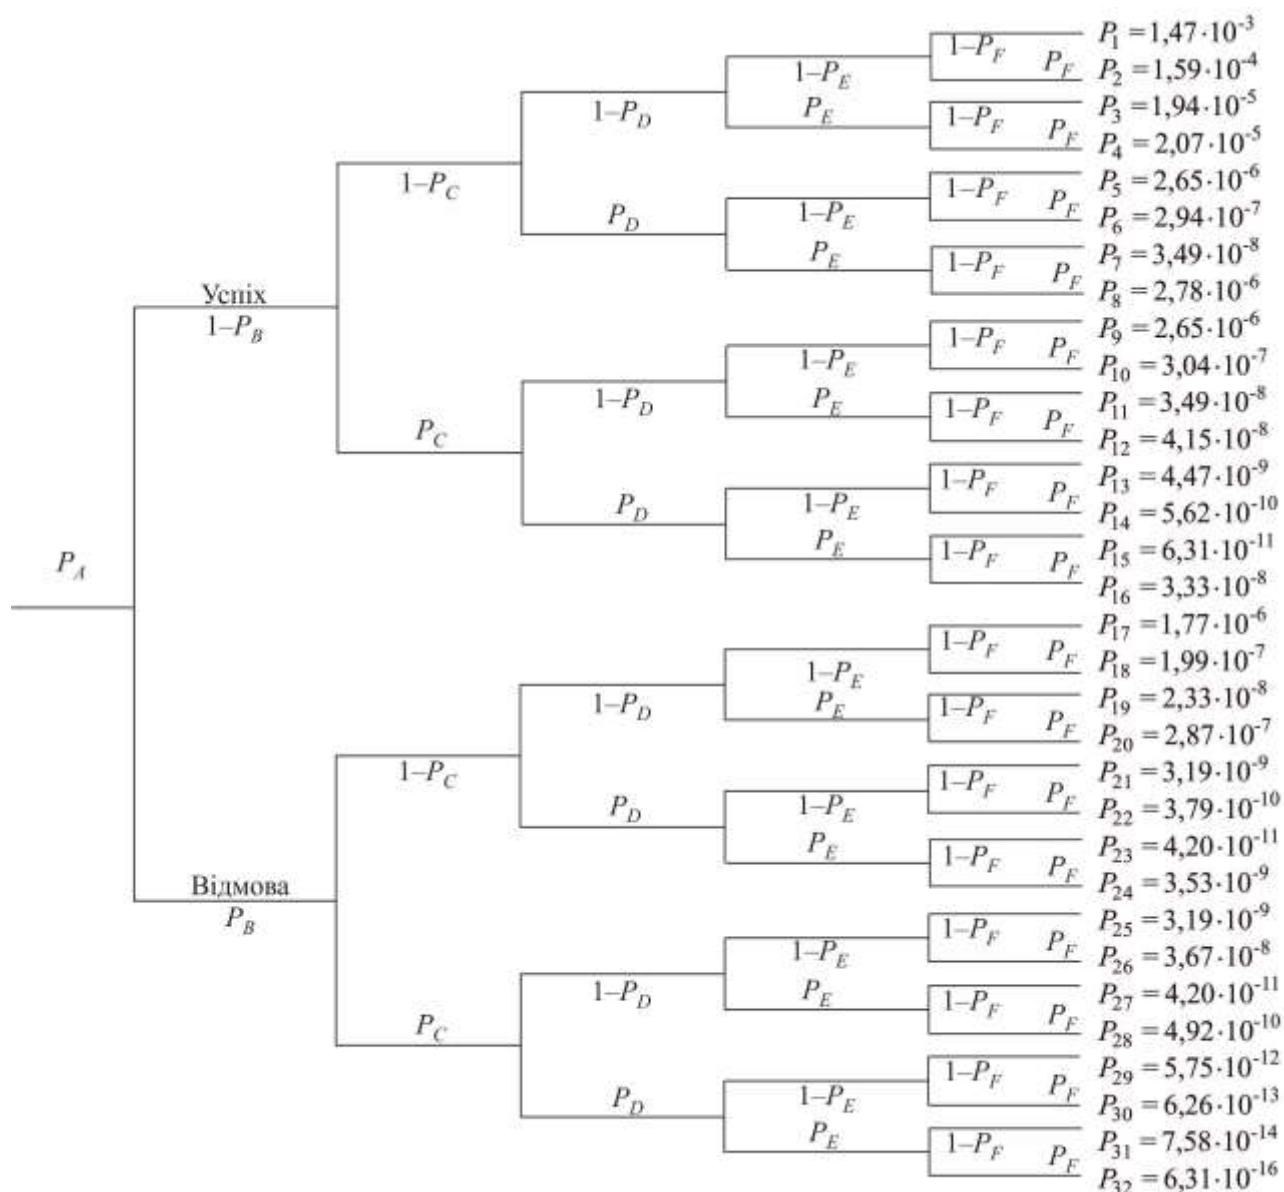 1–P_F P_F P_1 = 1,47·10^-3
P_2 = 1,59·10^-4
1–P_E
P_E
1–P_F P_F P_3 = 1,94·10^-5
P_4 = 2,07·10^-5
1–P_D
1–P_C
P_D
1–P_E
P_E
1–P_F P_F P_5 = 2,65·10^-6
P_6 = 2,94·10^-7
1–P_F P_F P_7 = 3,49·10^-8
P_8 = 2,78·10^-6
Успіх
1–P_B
1–P_F P_F P_9 = 2,65·10^-6
P_10 = 3,04·10^-7
1–P_E
P_E
1–P_D
1–P_F P_F P_11 = 3,49·10^-8
P_12 = 4,15·10^-8
P_C
P_D
1–P_E
P_E
1–P_F P_F P_13 = 4,47·10^-9
P_14 = 5,62·10^-10
1–P_F P_F P_15 = 6,31·10^-11
P_16 = 3,33·10^-8
P_A
1–P_F P_F P_17 = 1,77·10^-6
P_18 = 1,99·10^-7
1–P_E
P_E
1–P_D
1–P_F P_F P_19 = 2,33·10^-8
P_20 = 2,87·10^-7
1–P_C
P_D
1–P_E
P_E
1–P_F P_F P_21 = 3,19·10^-9
P_22 = 3,79·10^-10
1–P_F P_F P_23 = 4,20·10^-11
P_24 = 3,53·10^-9
Відмова
P_B
1–P_F P_F P_25 = 3,19·10^-9
P_26 = 3,67·10^-8
1–P_E
P_E
1–P_D
1–P_F P_F P_27 = 4,20·10^-11
P_28 = 4,92·10^-10
P_C
P_D
1–P_E
P_E
1–P_F P_F P_29 = 5,75·10^-12
P_30 = 6,26·10^-13
1–P_F P_F P_31 = 7,58·10^-14
P_32 = 6,31·10^-16